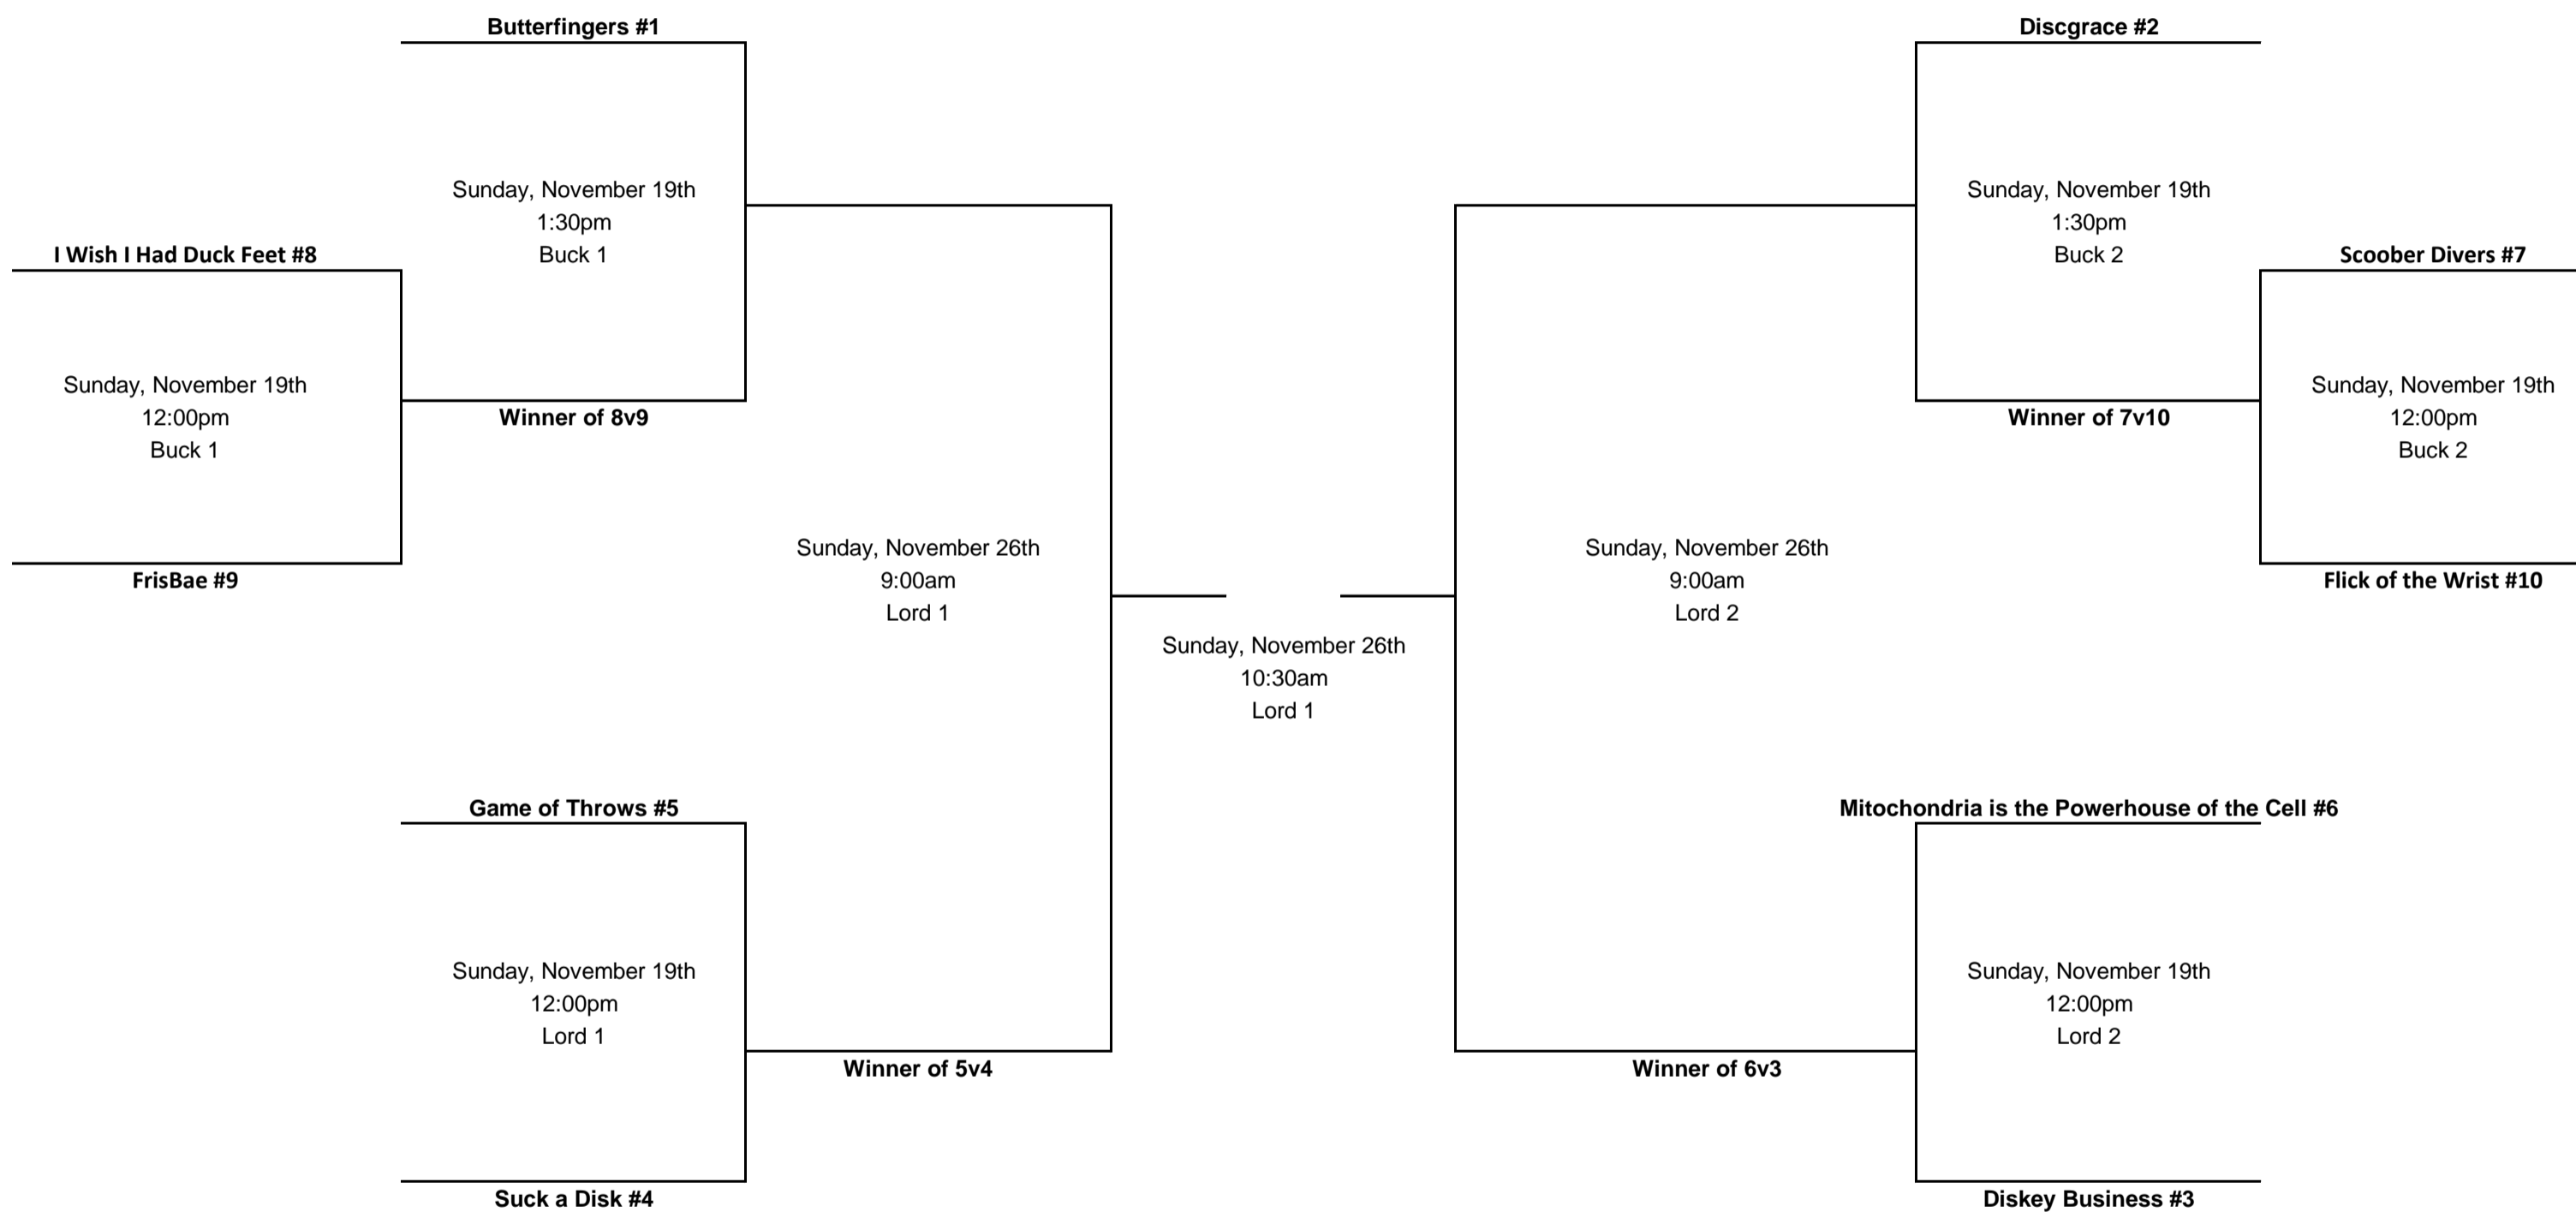 Butterfingers #1
Discgrace #2
Sunday, November 19th
1:30pm
Buck 1
Sunday, November 19th
1:30pm
Buck 2
I Wish I Had Duck Feet #8
Scoober Divers #7
Sunday, November 19th
12:00pm
Buck 1
Winner of 8v9
Winner of 7v10
Sunday, November 19th
12:00pm
Buck 2
FrisBae #9
Sunday, November 26th
9:00am
Lord 1
Sunday, November 26th
9:00am
Lord 2
Flick of the Wrist #10
Sunday, November 26th
10:30am
Lord 1
Game of Throws #5
Mitochondria is the Powerhouse of the Cell #6
Sunday, November 19th
12:00pm
Lord 1
Sunday, November 19th
12:00pm
Lord 2
Winner of 5v4
Winner of 6v3
Suck a Disk #4
Diskey Business #3